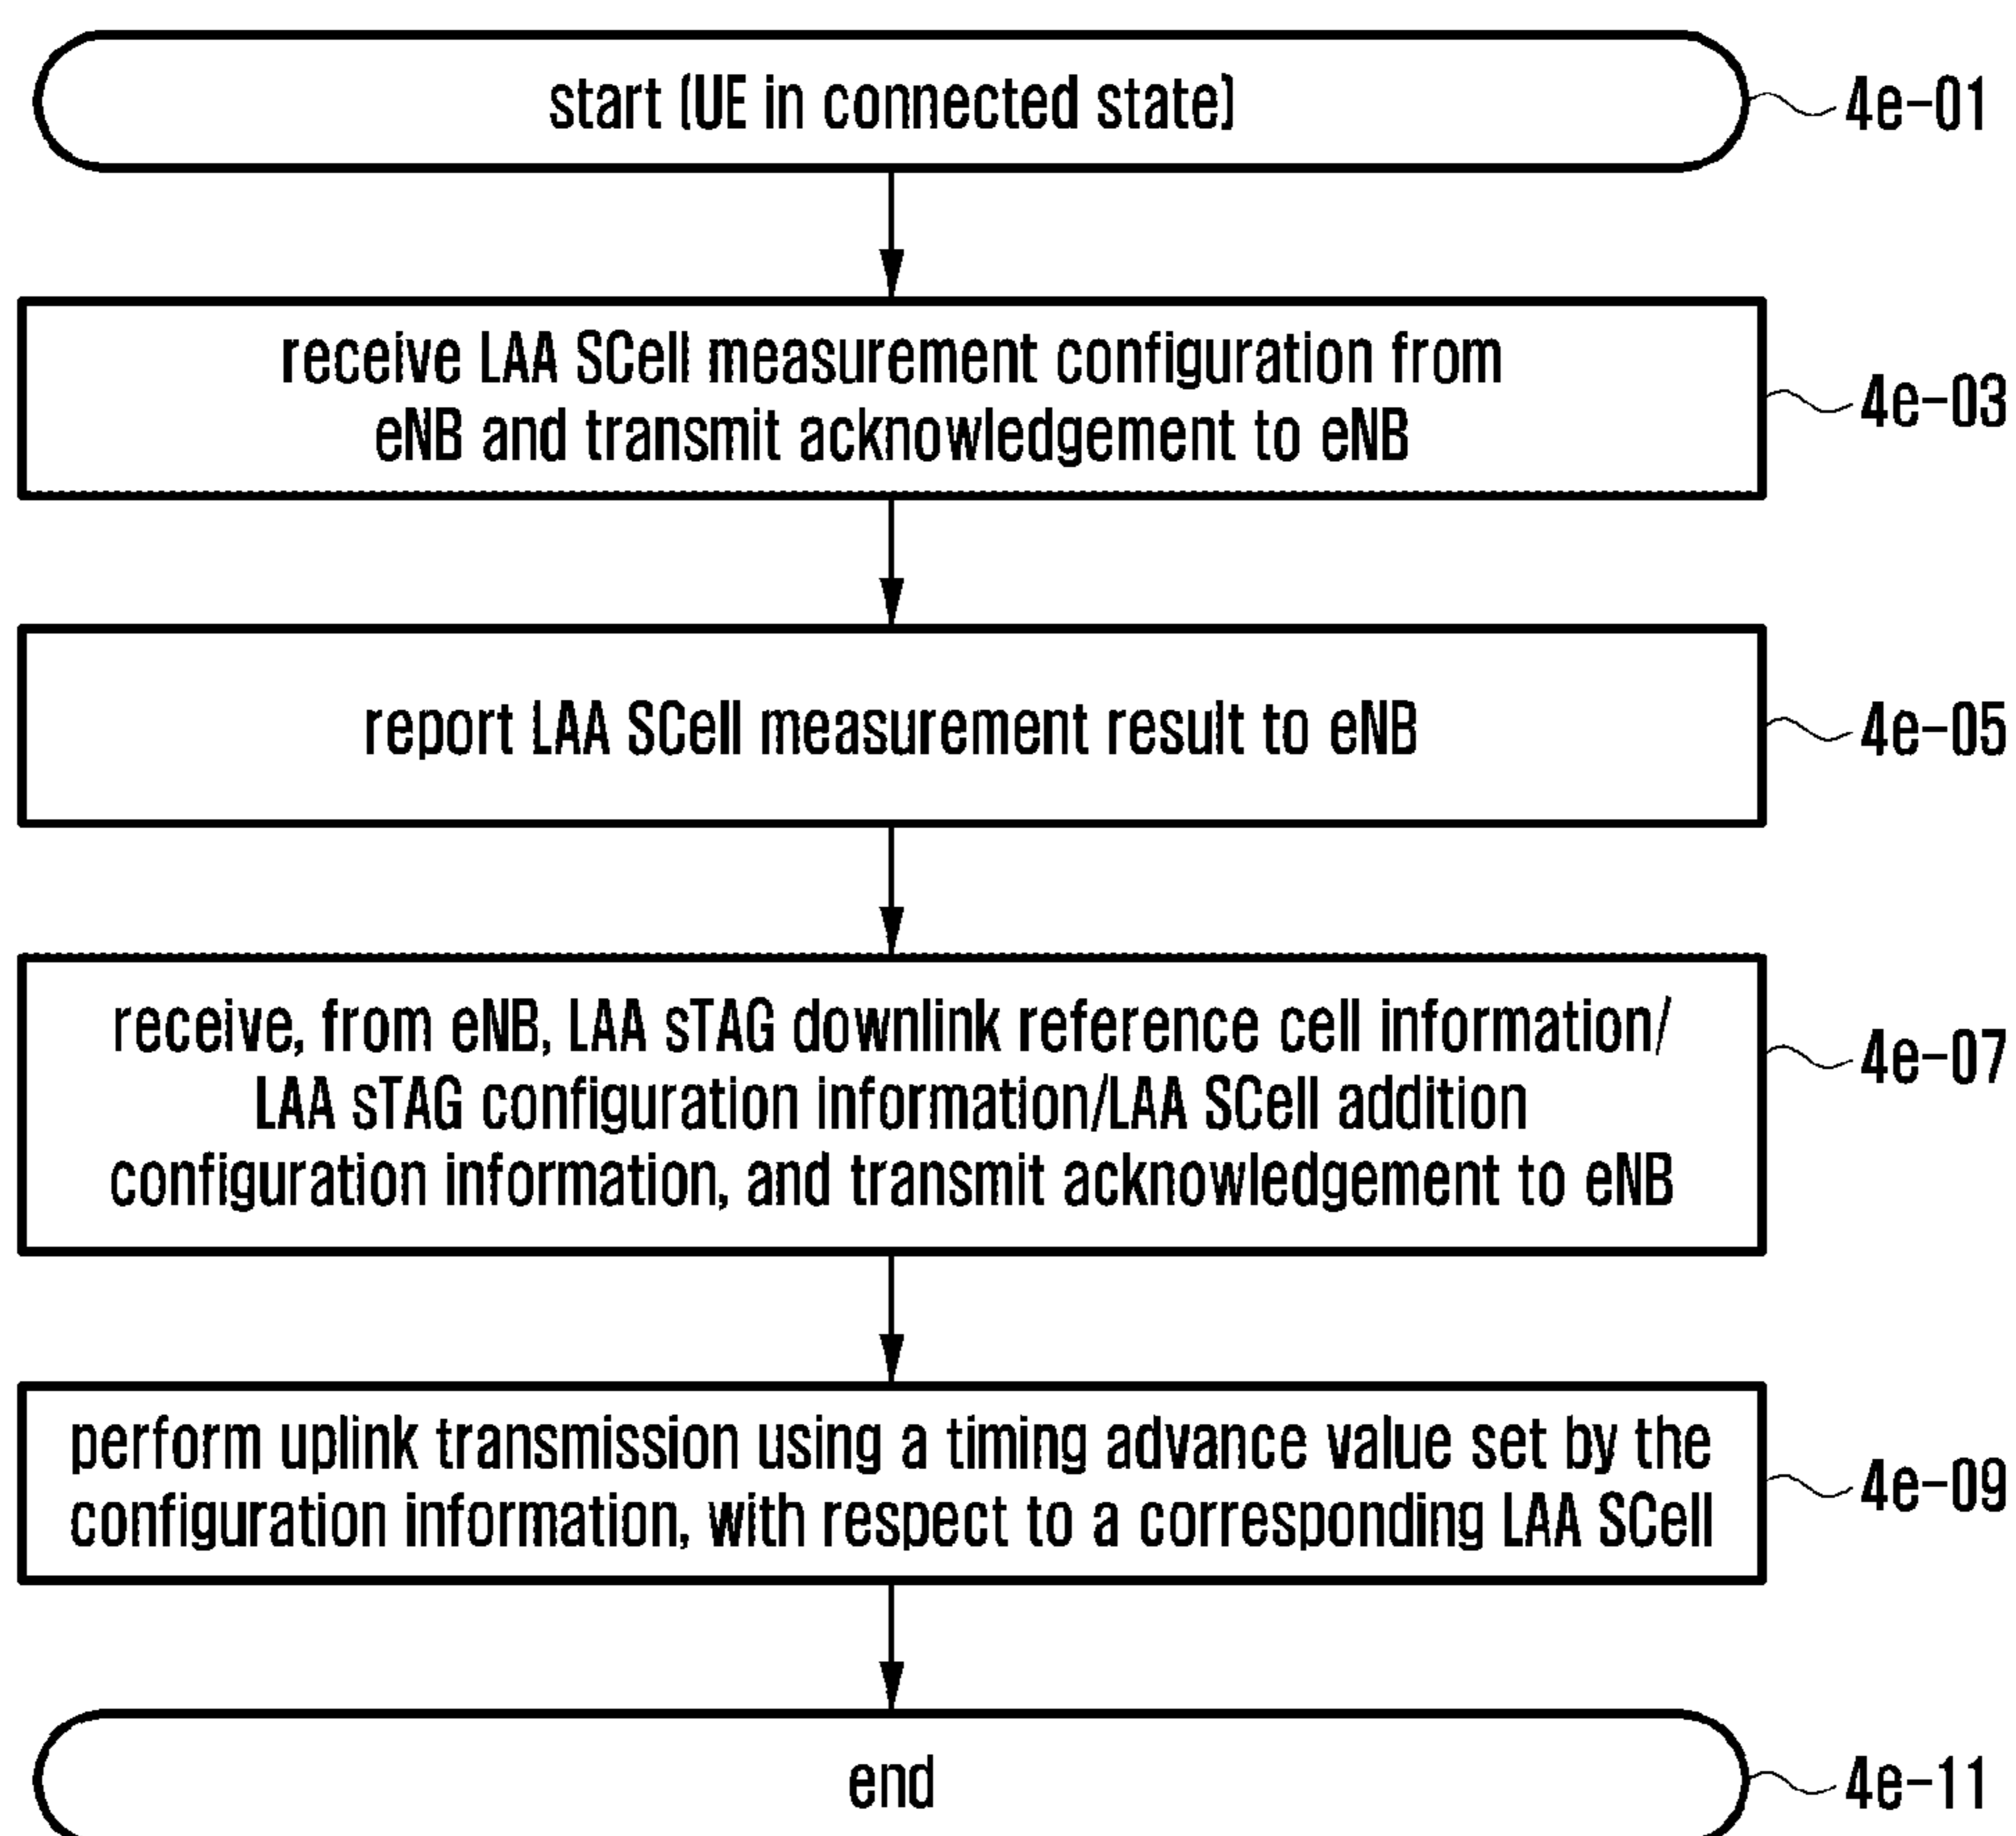 start (UE in connected state)
4e-01
receive LAA SCell measurement configuration from
eNB and transmit acknowledgement to eNB
4e-03
report LAA SCell measurement result to eNB
4e-05
receive, from eNB, LAA sTAG downlink reference cell information/
LAA sTAG configuration information/LAA SCell addition
configuration information, and transmit acknowledgement to eNB
4e-07
perform uplink transmission using a timing advance value set by the
configuration information, with respect to a corresponding LAA SCell
4e-09
end
4e-11